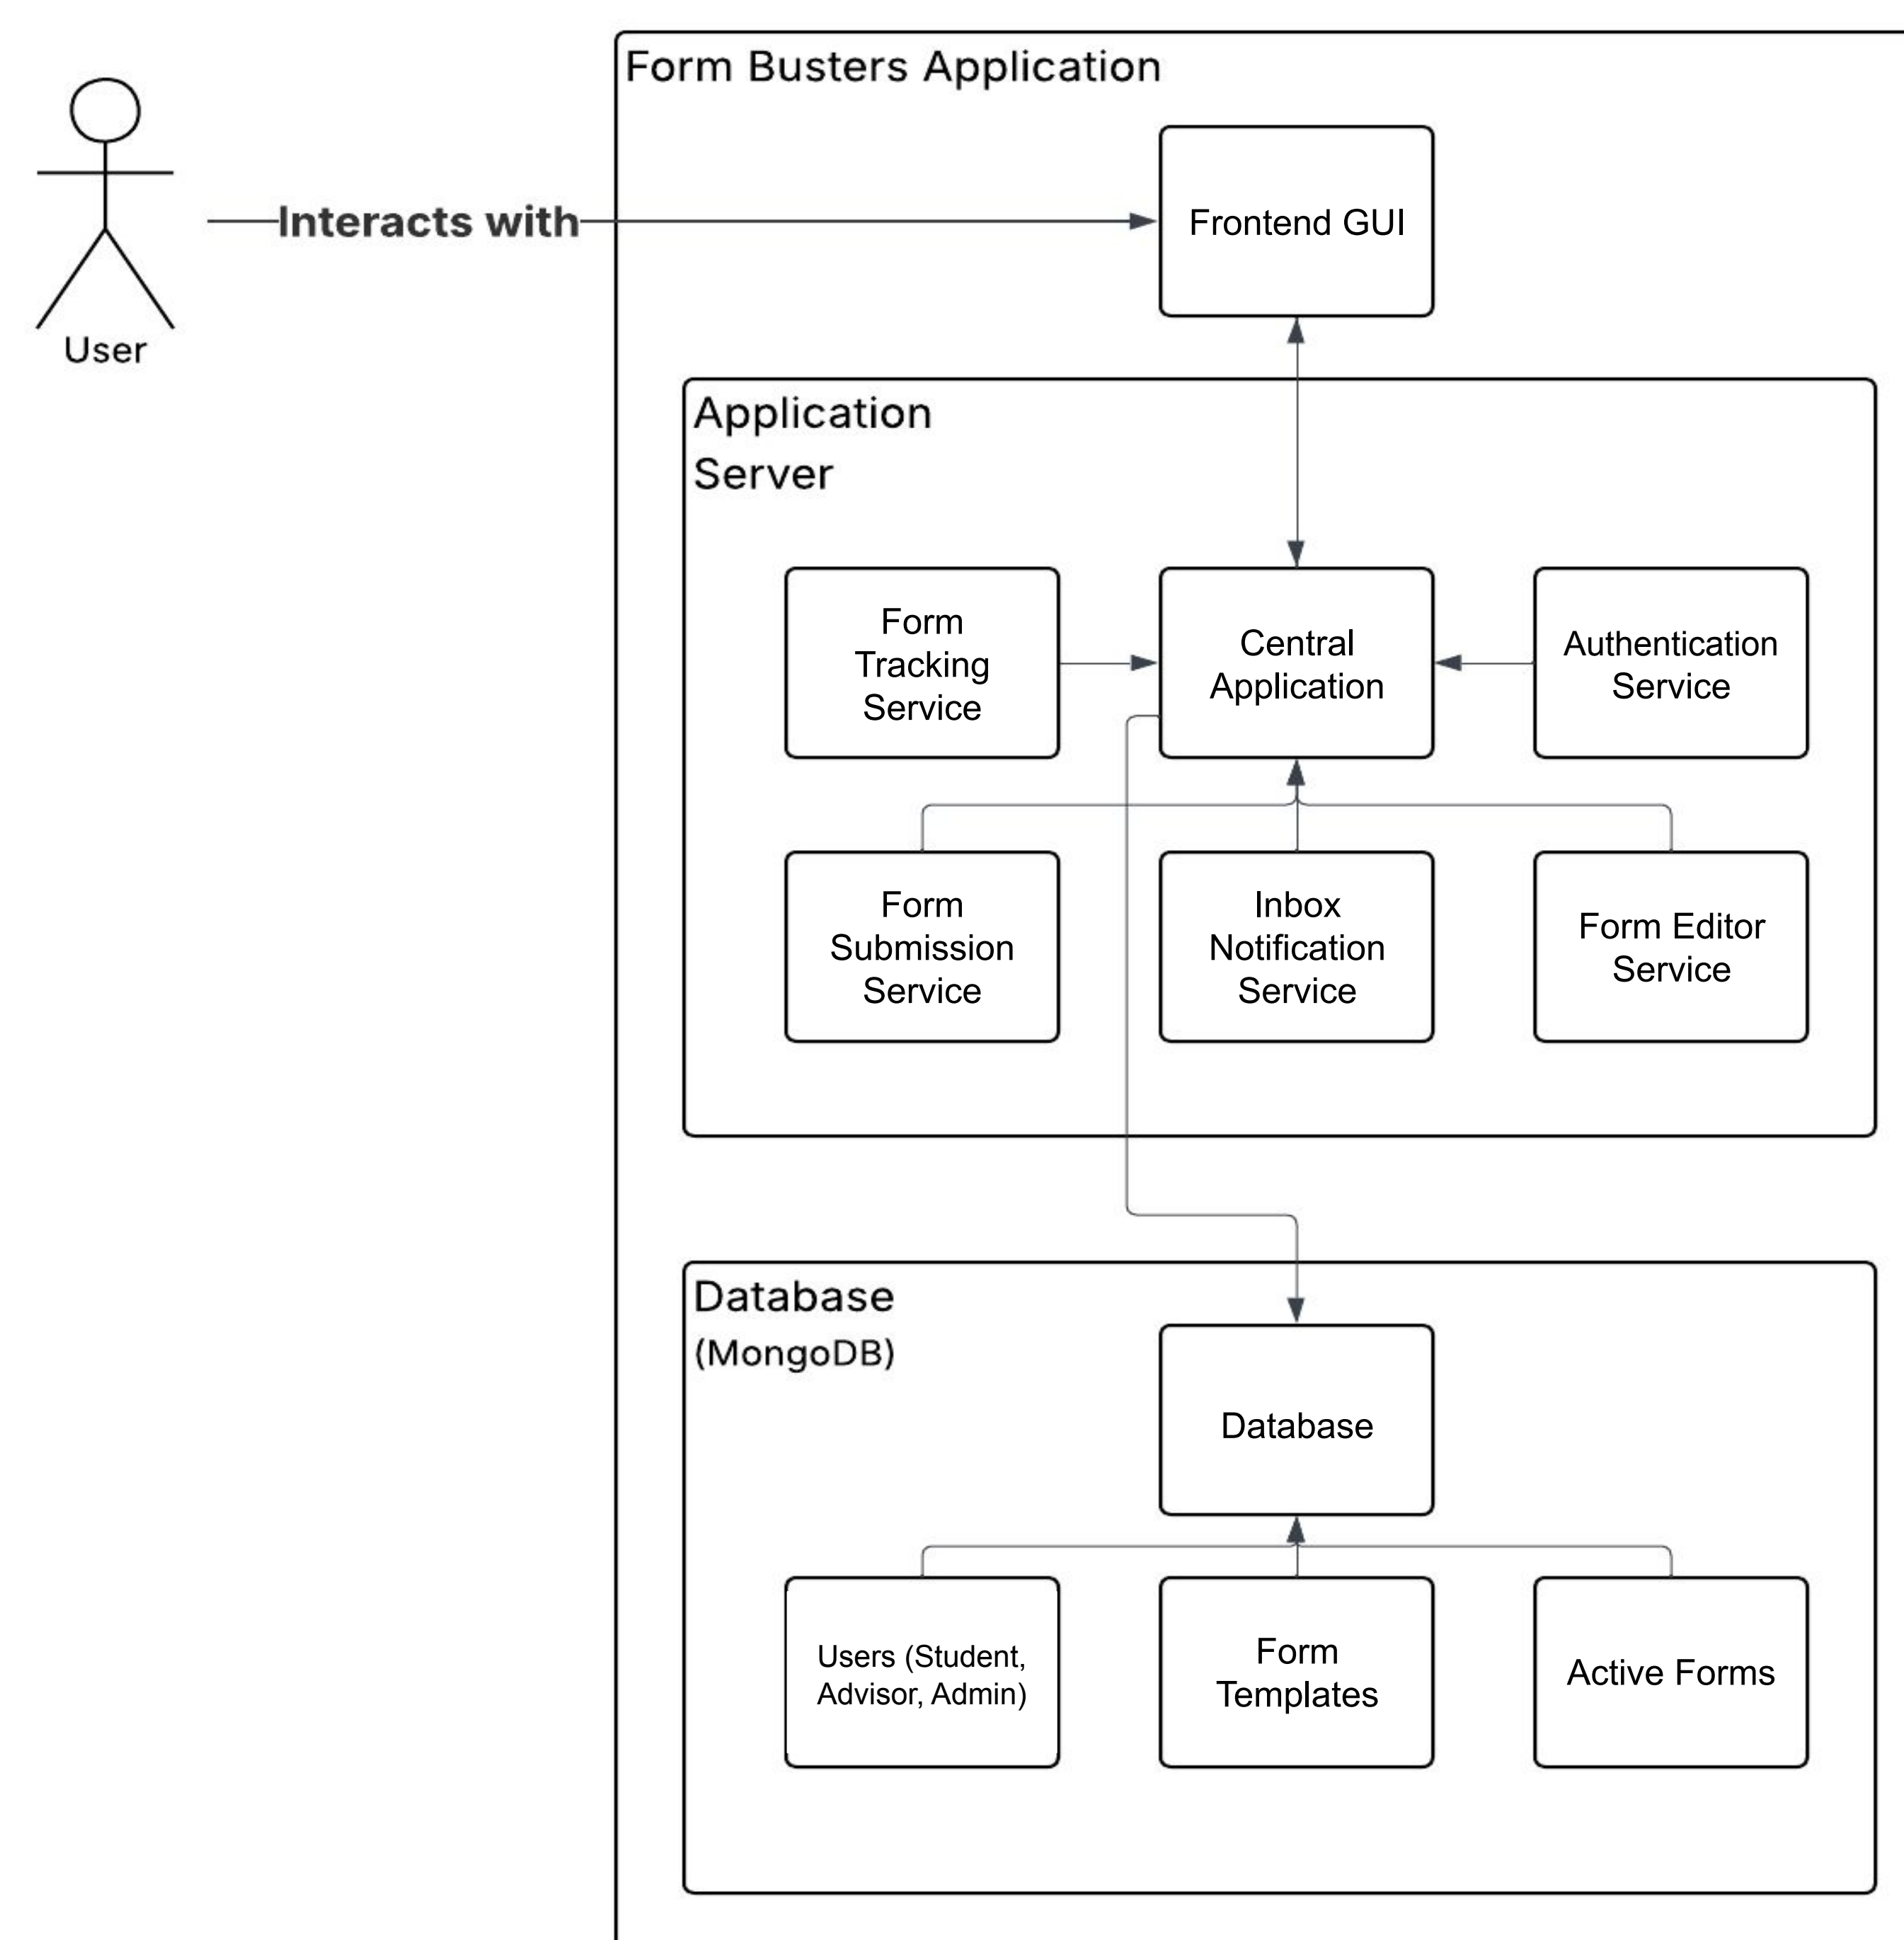 Form Busters Application
User
Interacts with
Frontend GUI
Application
Server
Form
Tracking
Service
Central
Application
Authentication
Service
Form
Submission
Service
Inbox
Notification
Service
Form Editor
Service
Database
(MongoDB)
Database
Users (Student,
Advisor, Admin)
Form
Templates
Active Forms